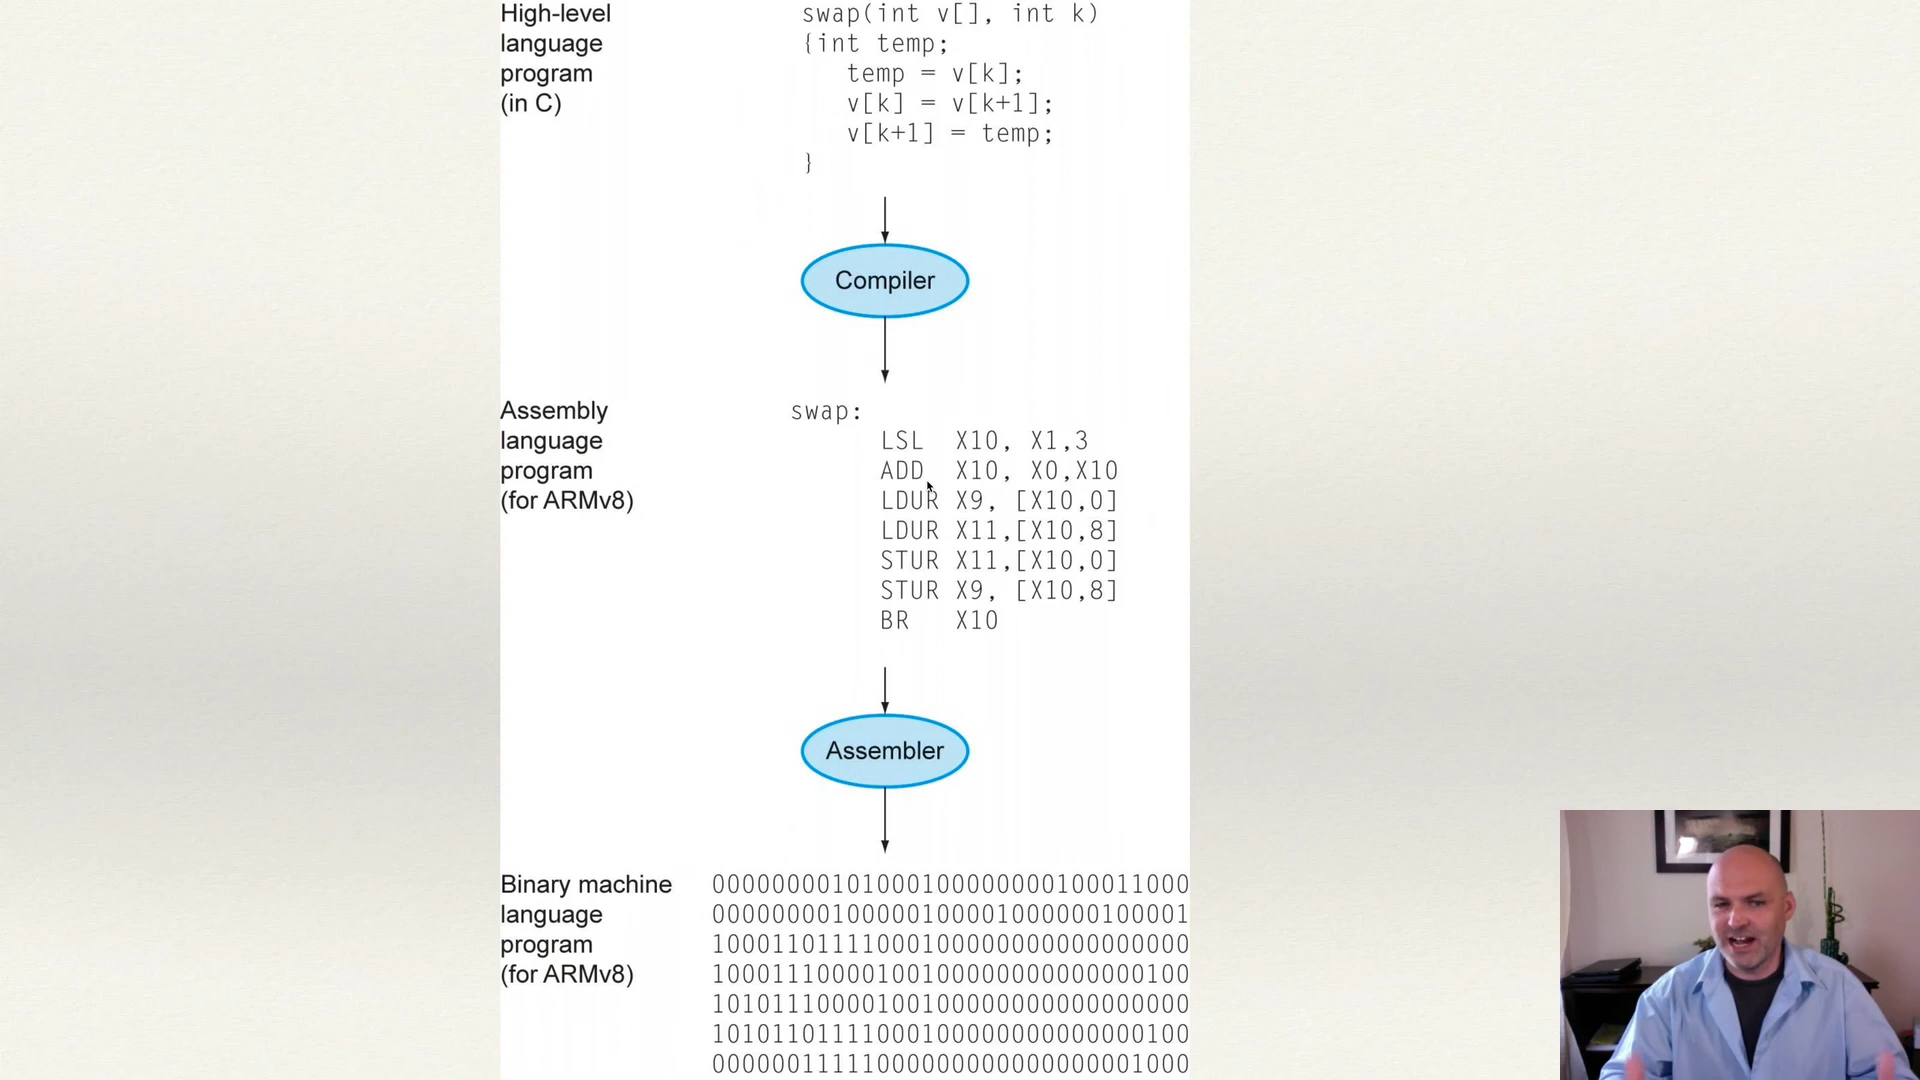 High-level
language
program
(in C)
swap(int v[], int k)
{int temp;
temp = v[k];
v[k] = v[k+1];
v[k+1] = temp;
}
Compiler
Assembly
language
program
(for ARMv8)
swap:
LSL X10, X1,3
ADD X10, X0,X10
LDUR X9, [X10,0]
LDUR X11,[X10,8]
STUR X11,[X10,0]
STUR X9, [X10,8]
BR X10
Assembler
Binary machine
language
program
(for ARMv8)
00000000101000100000000100011000
00000000100000100001000000100001
10001101111000100000000000000000
10001110000100100000000000000100
10101110000100100000000000000000
10101101111000100000000000000100
00000011111000000000000000001000